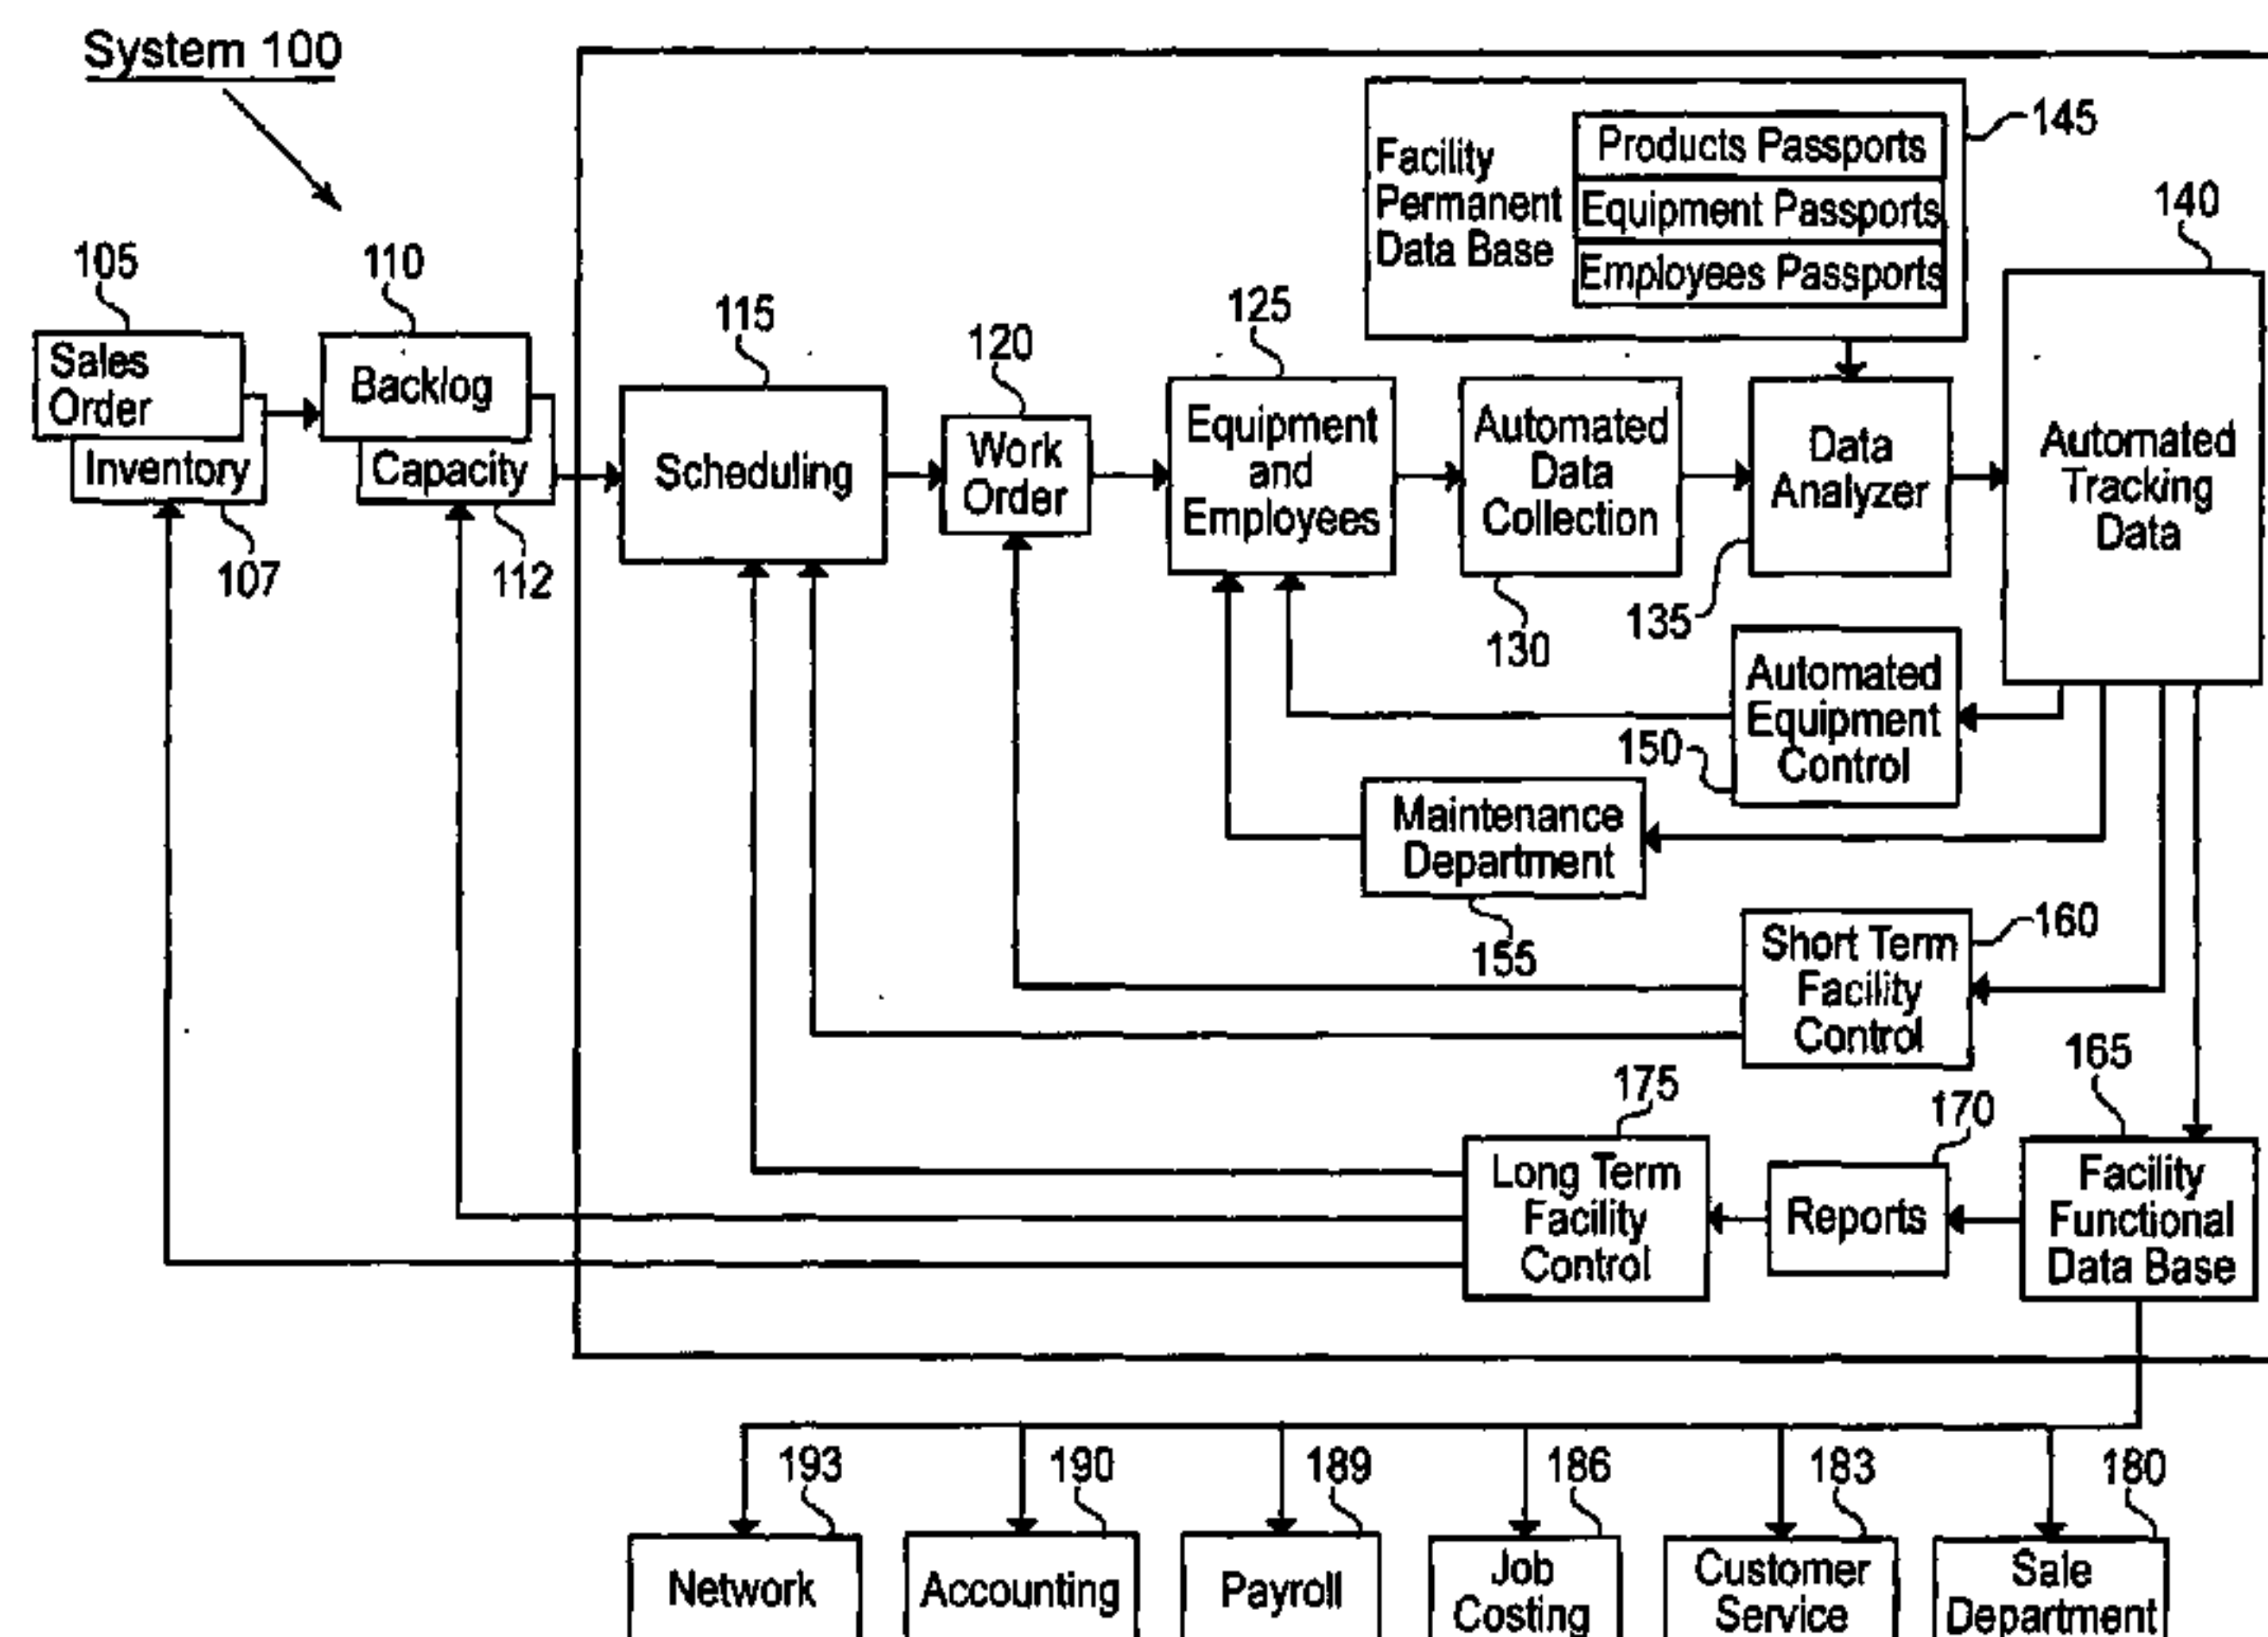 System 100
145
Products Passports
Facility
Permanent
Data Base
Equipment Passports
Employees Passports
140
105
110
115
120
125
Sales
Order
Inventory
107
Backlog
Capacity
112
Scheduling
Work
Order
Equipment
and
Employees
Automated
Data
Collection
130
Data
Analyzer
135
Automated
Tracking
Data
Automated
Equipment
Control
150
Maintenance
Department
155
Short Term
Facility
Control
160
165
170
175
Long Term
Facility
Control
Reports
Facility
Functional
Data Base
193
190
189
186
183
180
Network
Accounting
Payroll
Job
Costing
Customer
Service
Sale
Department